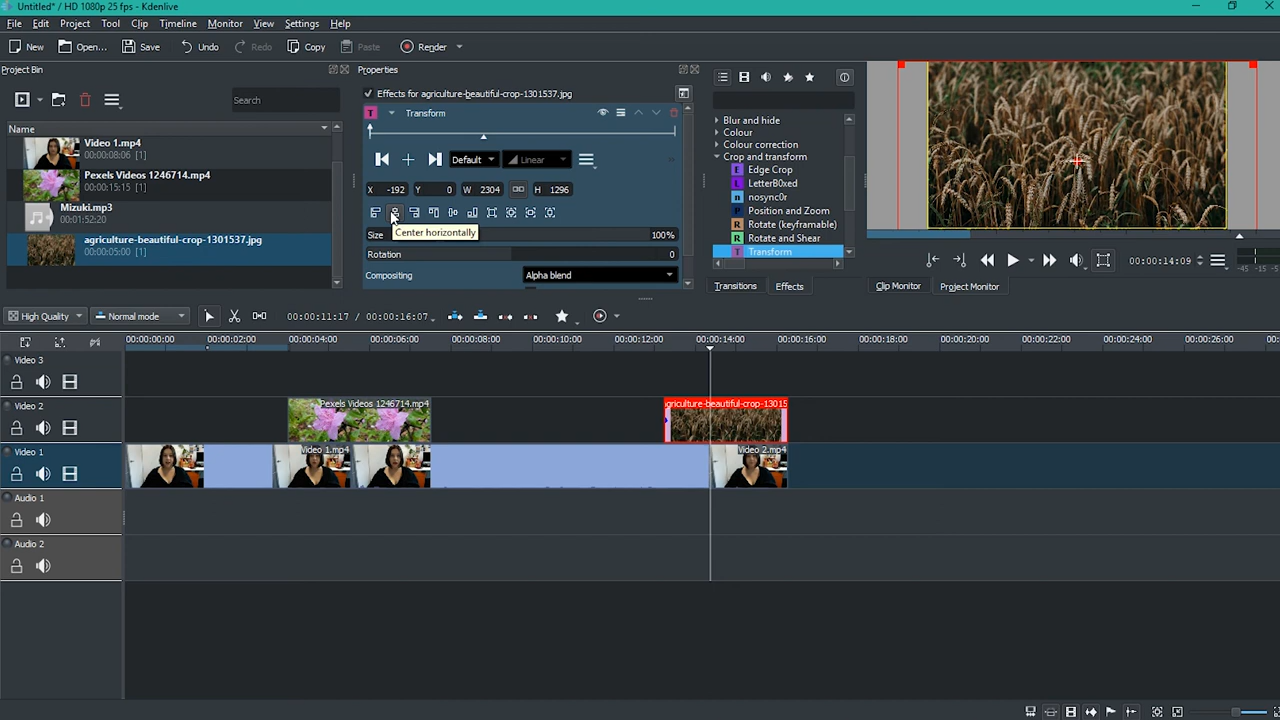 Untitled* / HD 1080p 25 fps - Kdenlive
File Edit Project Tool Clip Timeline Monitor View Settings Help
New Open... Save Undo Redo Copy Paste Render
Project Bin
Search
Name
Video 1.mp4
00:00:08:06 [1]
Pexels Videos 1246714.mp4
00:00:15:15 [1]
Mizuki.mp3
00:01:52:20
agriculture-beautiful-crop-1301537.jpg
00:00:05:00 [1]
Properties
Effects for agriculture-beautiful-crop-1301537.jpg
T Transform
Default Linear
X -192 Y 0 W 2304 H 1296
Center horizontally
Size 100%
Rotation 0
Compositing Alpha blend
Blur and hide
Colour
Colour correction
Crop and transform
E Edge Crop
L LetterB0xed
n nosync0r
P Position and Zoom
R Rotate (keyframable)
R Rotate and Shear
T Transform
Transitions Effects
00:00:14:09
-45 -30 -15 -5
Clip Monitor Project Monitor
High Quality Normal mode 00:00:11:17 / 00:00:16:07
00:00:00:00 00:00:02:00 00:00:04:00 00:00:06:00 00:00:08:00 00:00:10:00 00:00:12:00 00:00:14:00 00:00:16:00 00:00:18:00 00:00:20:00 00:00:22:00 00:00:24:00 00:00:26:00 00:
Video 3
Video 2
Pexels Videos 1246714.mp4
agriculture-beautiful-crop-13015
Video 1
Video 1.mp4
Video 2.mp4
Audio 1
Audio 2